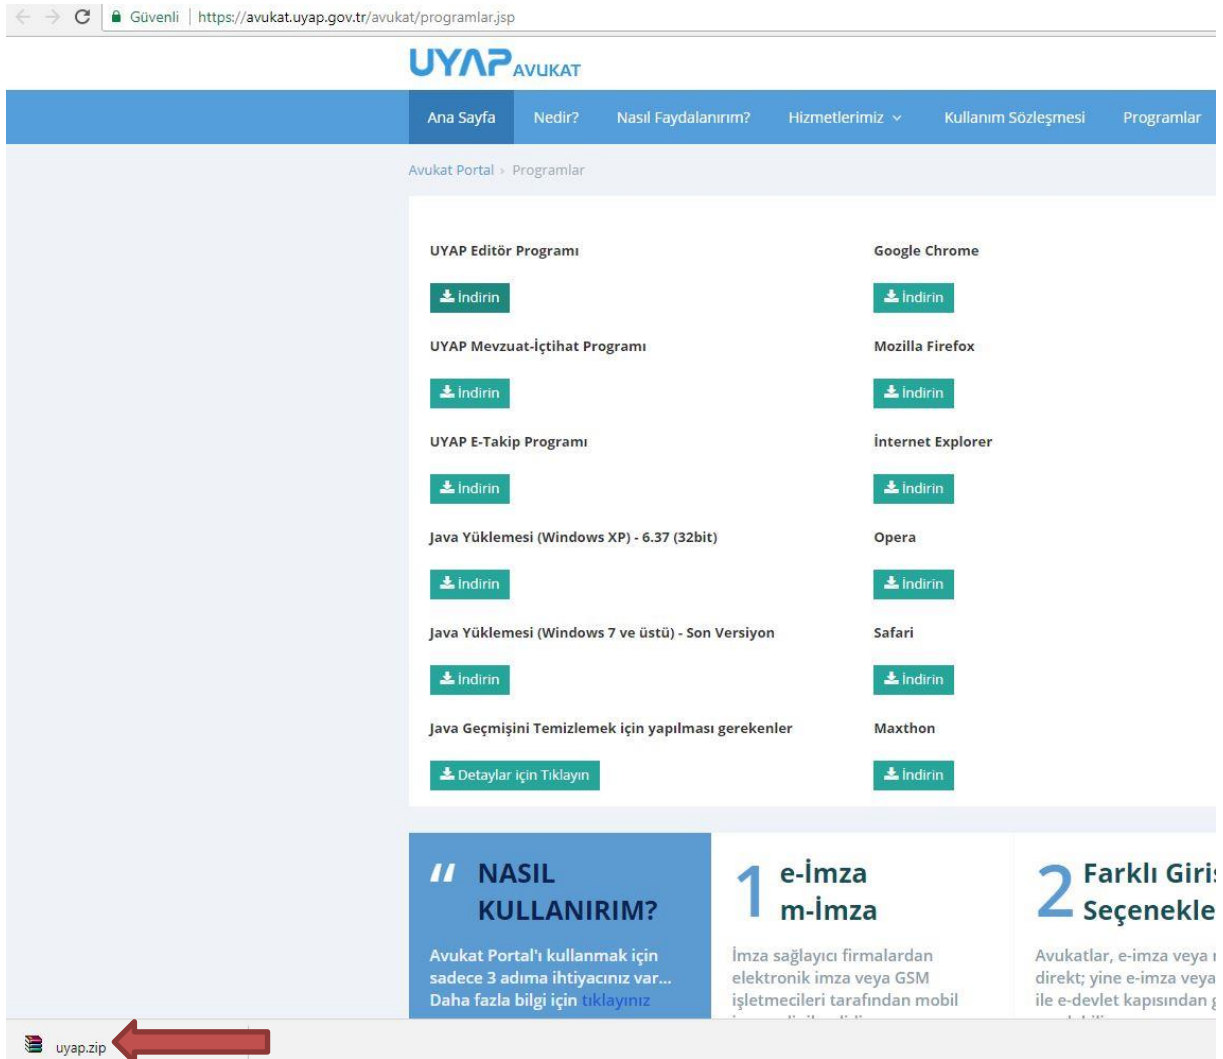 Güvenli | https://avukat.uyap.gov.tr/avukat/programlar.jsp
UYAP AVUKAT
Ana Sayfa Nedir? Nasıl Faydalanırım? Hizmetlerimiz Kullanım Sözleşmesi Programlar
Avukat Portal › Programlar
UYAP Editör Programı Google Chrome
İndirin İndirin
UYAP Mevzuat-İçtihat Programı Mozilla Firefox
İndirin İndirin
UYAP E-Takip Programı İnternet Explorer
İndirin İndirin
Java Yüklemesi (Windows XP) - 6.37 (32bit) Opera
İndirin İndirin
Java Yüklemesi (Windows 7 ve üstü) - Son Versiyon Safari
İndirin İndirin
Java Geçmişini Temizlemek için yapılması gerekenler Maxthon
Detaylar için Tıklayın İndirin
NASIL
KULLANIRIM?
Avukat Portal'ı kullanmak için
sadece 3 adıma ihtiyacınız var...
Daha fazla bilgi için tıklayınız
1 e-İmza
m-İmza
İmza sağlayıcı firmalardan
elektronik imza veya GSM
işletmecileri tarafından mobil
2 Farklı Giriş
Seçenekle
Avukatlar, e-imza veya
direkt; yine e-imza veya
ile e-devlet kapısından
uyap.zip